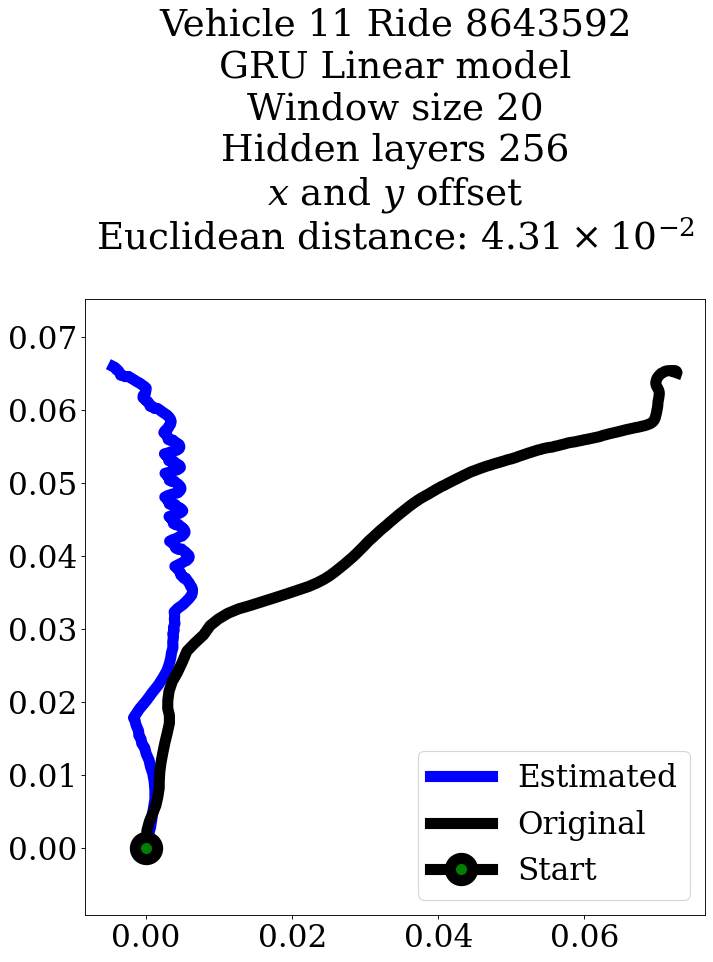 Vehicle 11 Ride 8643592
GRU Linear model
Window size 20
Hidden layers 256
x and y offset
Euclidean distance: 4.31 × 10⁻²
0.07
0.06
0.05
0.04
0.03
0.02
0.01
0.00
Estimated
Original
Start
0.00 0.02 0.04 0.06